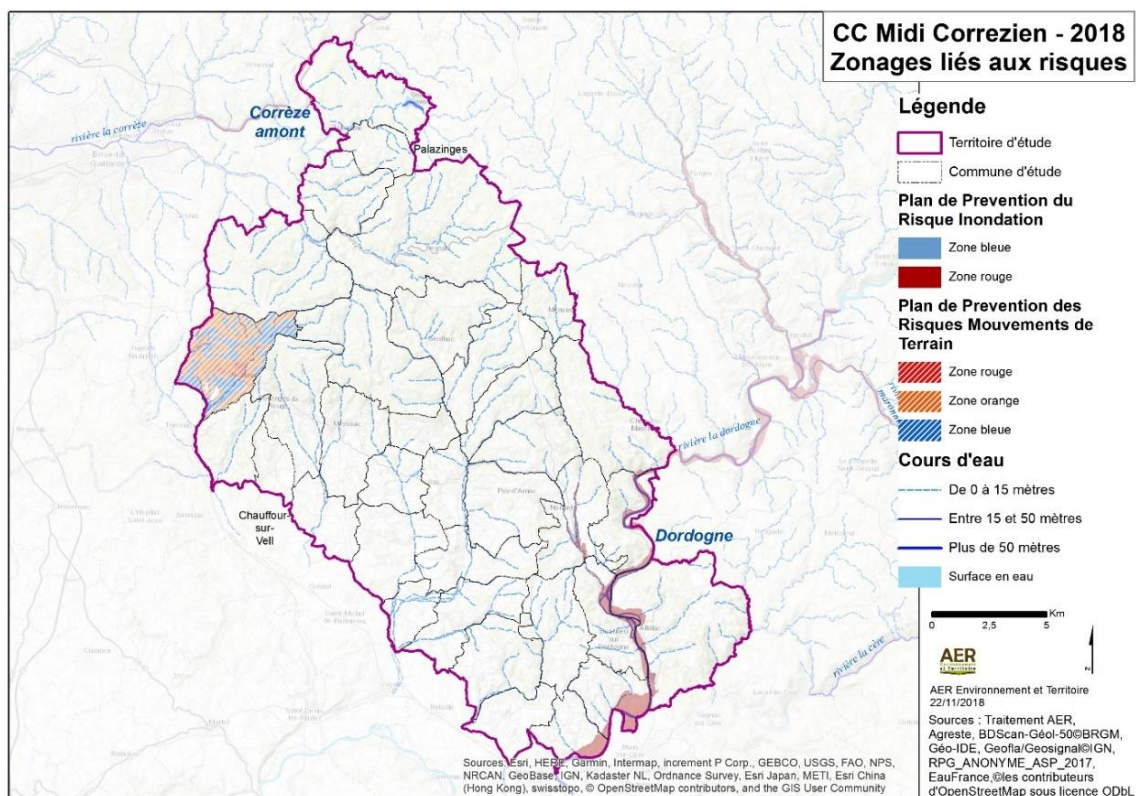 CC Midi Correzien - 2018
Zonages liés aux risques
Légende
Territoire d'étude
Commune d'étude
Plan de Prevention du
Risque Inondation
Zone bleue
Zone rouge
Plan de Prevention des
Risques Mouvements de
Terrain
Zone rouge
Zone orange
Zone bleue
Cours d'eau
De 0 à 15 mètres
Entre 15 et 50 mètres
Plus de 50 mètres
Surface en eau
Km
0 2,5 5
AER
Environnement
et Territoire
AER Environnement et Territoire
22/11/2018
Sources : Traitement AER,
Agreste, BDScan-Géol-50©BRGM,
Géo-IDE, Geofla/Geosignal©IGN,
RPG_ANONYME_ASP_2017,
EauFrance,©les contributeurs
d'OpenStreetMap sous licence ODbL
Corrèze
amont
rivière la corrèze
Palazinges
Chauffour-
sur-
Vell
Puy-d'Arnac
rivière la dordogne
Dordogne
rivière la cère
Sources: Esri, HERE, Garmin, Intermap, increment P Corp., GEBCO, USGS, FAO, NPS,
NRCAN, GeoBase, IGN, Kadaster NL, Ordnance Survey, Esri Japan, METI, Esri China
(Hong Kong), swisstopo, © OpenStreetMap contributors, and the GIS User Community